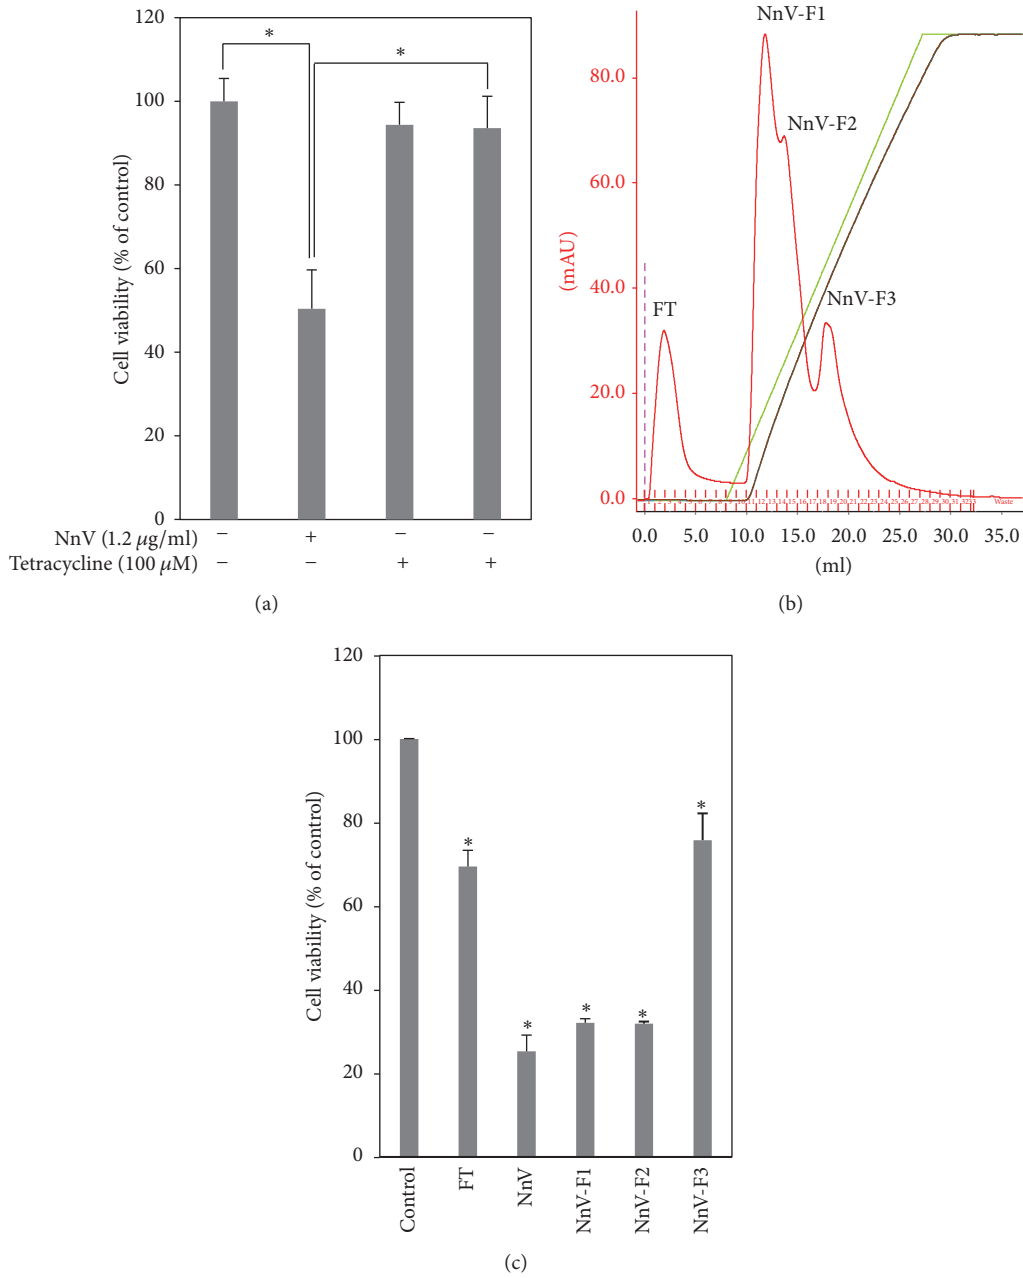 120
100
80
60
40
20
0
Cell viability (% of control)
*
*
NnV (1.2 μg/ml) − + − −
Tetracycline (100 μM) − − + +
(a)
NnV-F1
NnV-F2
NnV-F3
FT
80.0
60.0
40.0
20.0
0.0
(mAU)
Waste
0.0 5.0 10.0 15.0 20.0 25.0 30.0 35.0
(ml)
(b)
120
100
80
60
40
20
0
Cell viability (% of control)
*
*
*
*
*
Control
FT
NnV
NnV-F1
NnV-F2
NnV-F3
(c)